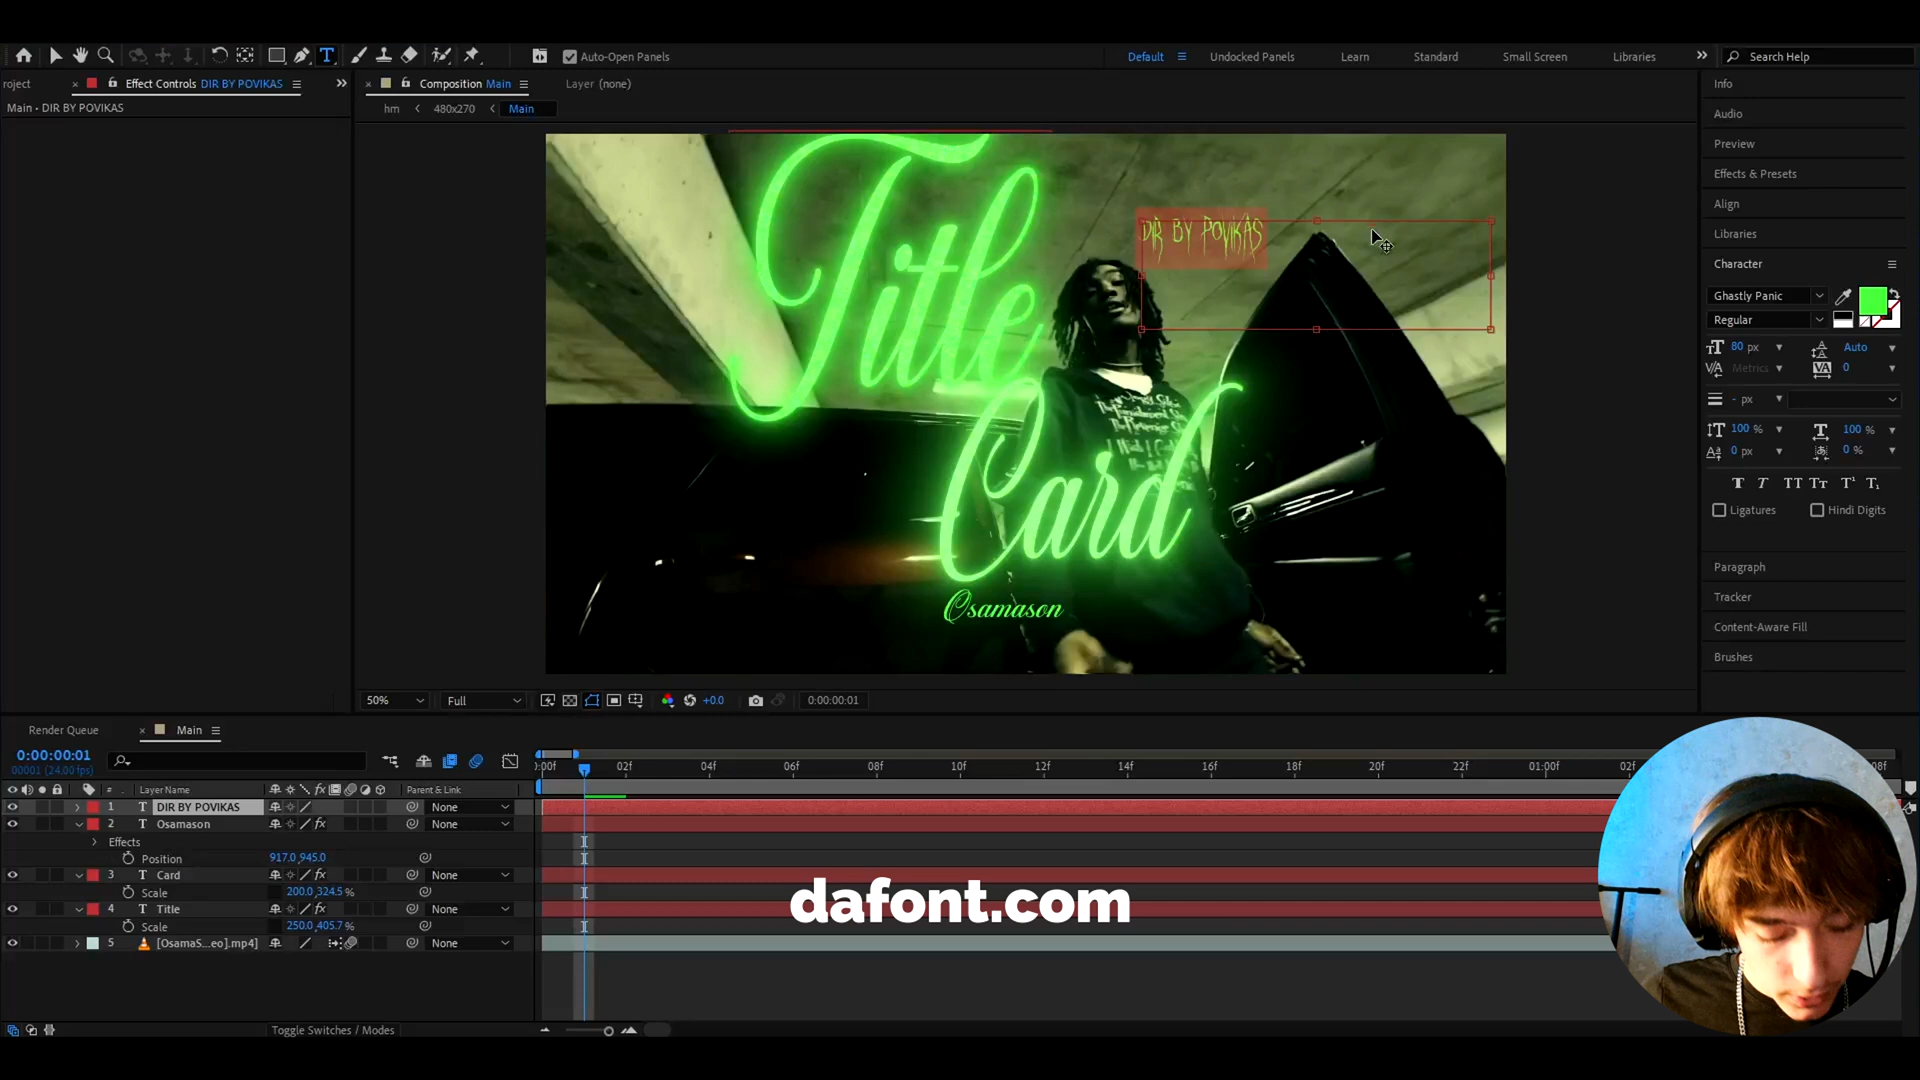 Auto-Open Panels
Default
Undocked Panels
Learn
Standard
Small Screen
Libraries
Search Help
roject
Effect Controls DIR BY POVIKAS
Composition Main
Layer (none)
Main • DIR BY POVIKAS
hm
480x270
Main
Title
Card
Osamason
DIR BY POVIKAS
50%
Full
+0.0
0:00:00:01
Info
Audio
Preview
Effects & Presets
Align
Libraries
Character
Ghastly Panic
Regular
80 px
Auto
Metrics
0
- px
100 %
100 %
0 px
0 %
Ligatures
Hindi Digits
Paragraph
Tracker
Content-Aware Fill
Brushes
Render Queue
Main
0:00:00:01
00001 (24.00 fps)
:00f
02f
04f
06f
08f
10f
12f
14f
16f
18f
20f
22f
01:00f
02f
08f
# Layer Name
Parent & Link
1 T DIR BY POVIKAS
None
2 T Osamason
fx
None
Effects
Position
917.0,945.0
3 T Card
fx
None
Scale
200.0,324.5 %
4 T Title
fx
None
Scale
250.0,405.7 %
5 [OsamaS...eo].mp4]
None
dafont.com
Toggle Switches / Modes